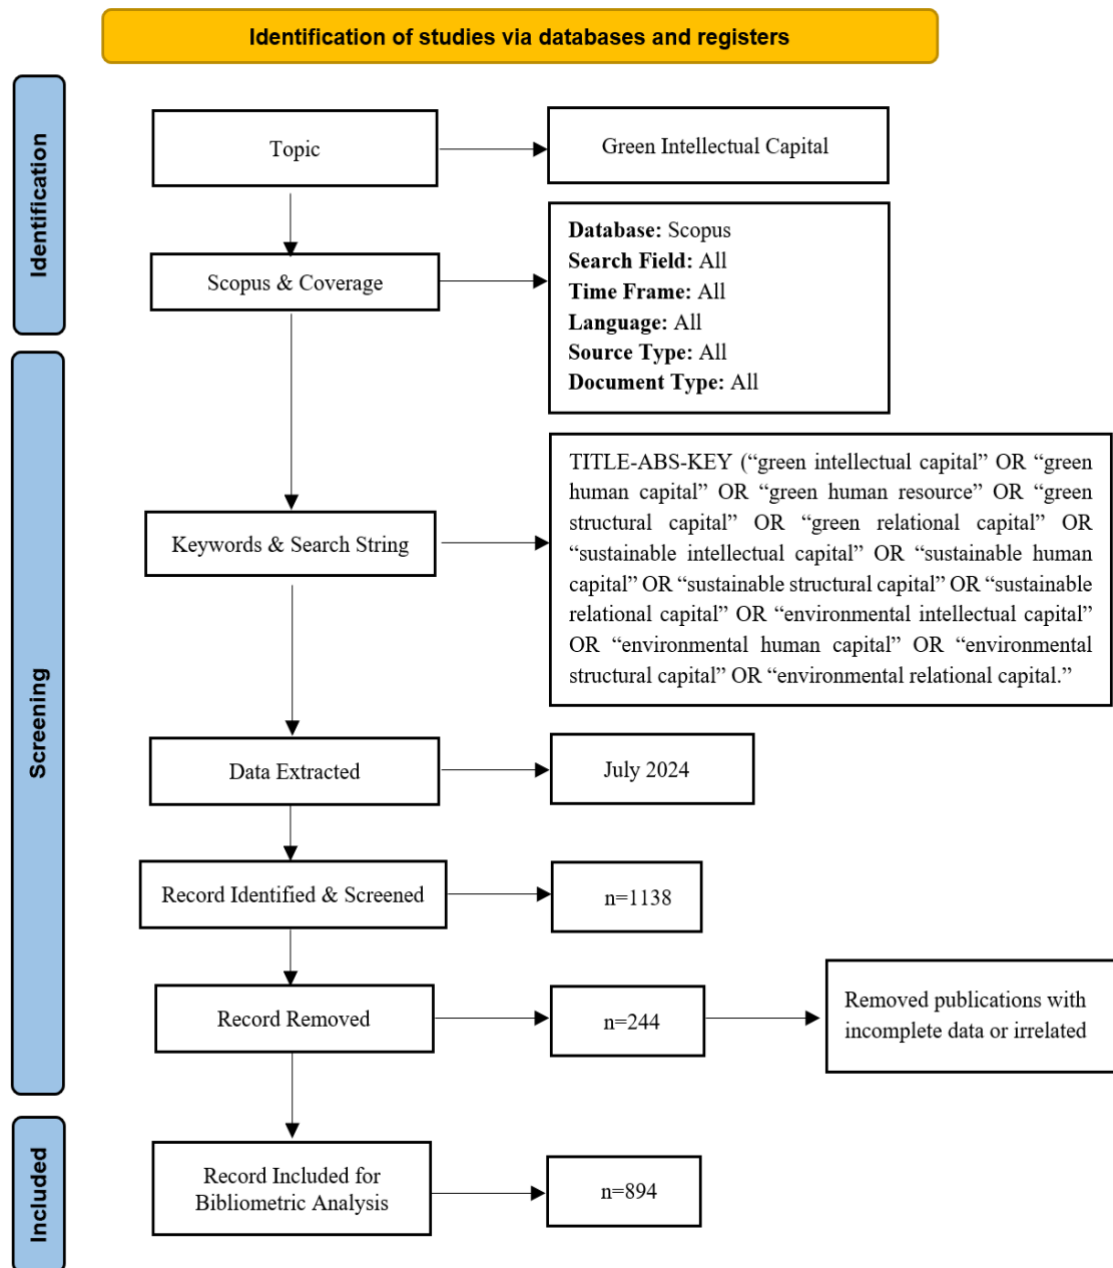 Identification of studies via databases and registers
Identification
Topic
Green Intellectual Capital
Scopus & Coverage
Database: Scopus
Search Field: All
Time Frame: All
Language: All
Source Type: All
Document Type: All
Screening
Keywords & Search String
TITLE-ABS-KEY (“green intellectual capital” OR “green
human capital” OR “green human resource” OR “green
structural capital” OR “green relational capital” OR
“sustainable intellectual capital” OR “sustainable human
capital” OR “sustainable structural capital” OR “sustainable
relational capital” OR “environmental intellectual capital”
OR “environmental human capital” OR “environmental
structural capital” OR “environmental relational capital.”
Data Extracted
July 2024
Record Identified & Screened
n=1138
Record Removed
n=244
Removed publications with
incomplete data or irrelated
Included
Record Included for
Bibliometric Analysis
n=894